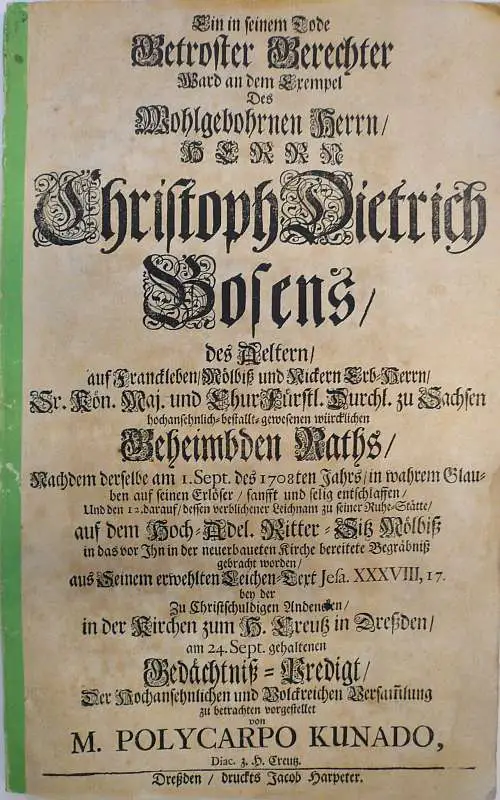 Ein in seinem Tode
Getroster Gerechter
Ward an dem Exempel
Des
Wohlgebohrnen Herrn/
HERRN
Christoph Dietrich
Bosens/
des Aeltern/
auf Franckleben/Mölbiß und Nickern Erb-Herrn/
Sr. Kön. Maj. und ChurFürstl. Durchl. zu Sachsen
hochansehnlich-bestallt-gewesenen würcklichen
Geheimbden Raths/
Nachdem derselbe am 1. Sept. des 1708ten Jahrs/in wahrem Glau-
ben auf seinen Erlöser/ sanfft und selig entschlaffen/
Und den 12. darauf/dessen verblichener Leichnam zu seiner Ruhe-Stätte/
auf dem Hoch-Adel. Ritter-Sitz Mölbiß
in das vor Ihn in der neuerbaueten Kirche bereitete Begräbniß
gebracht worden/
aus Seinem erwehlten Leichen-Text Jesa. XXXVIII, 17.
bey der
Zu Christschuldigen Andencken/
in der Kirchen zum H. Creutz in Dreßden/
am 24. Sept. gehaltenen
Gedächtniß-Predigt/
Der Hochansehnlichen und Volckreichen Versam̃lung
zu betrachten vorgestellet
von
M. POLYCARPO KUNADO,
Diac. z. H. Creutz.
Dreßden/ druckts Jacob Harpeter.